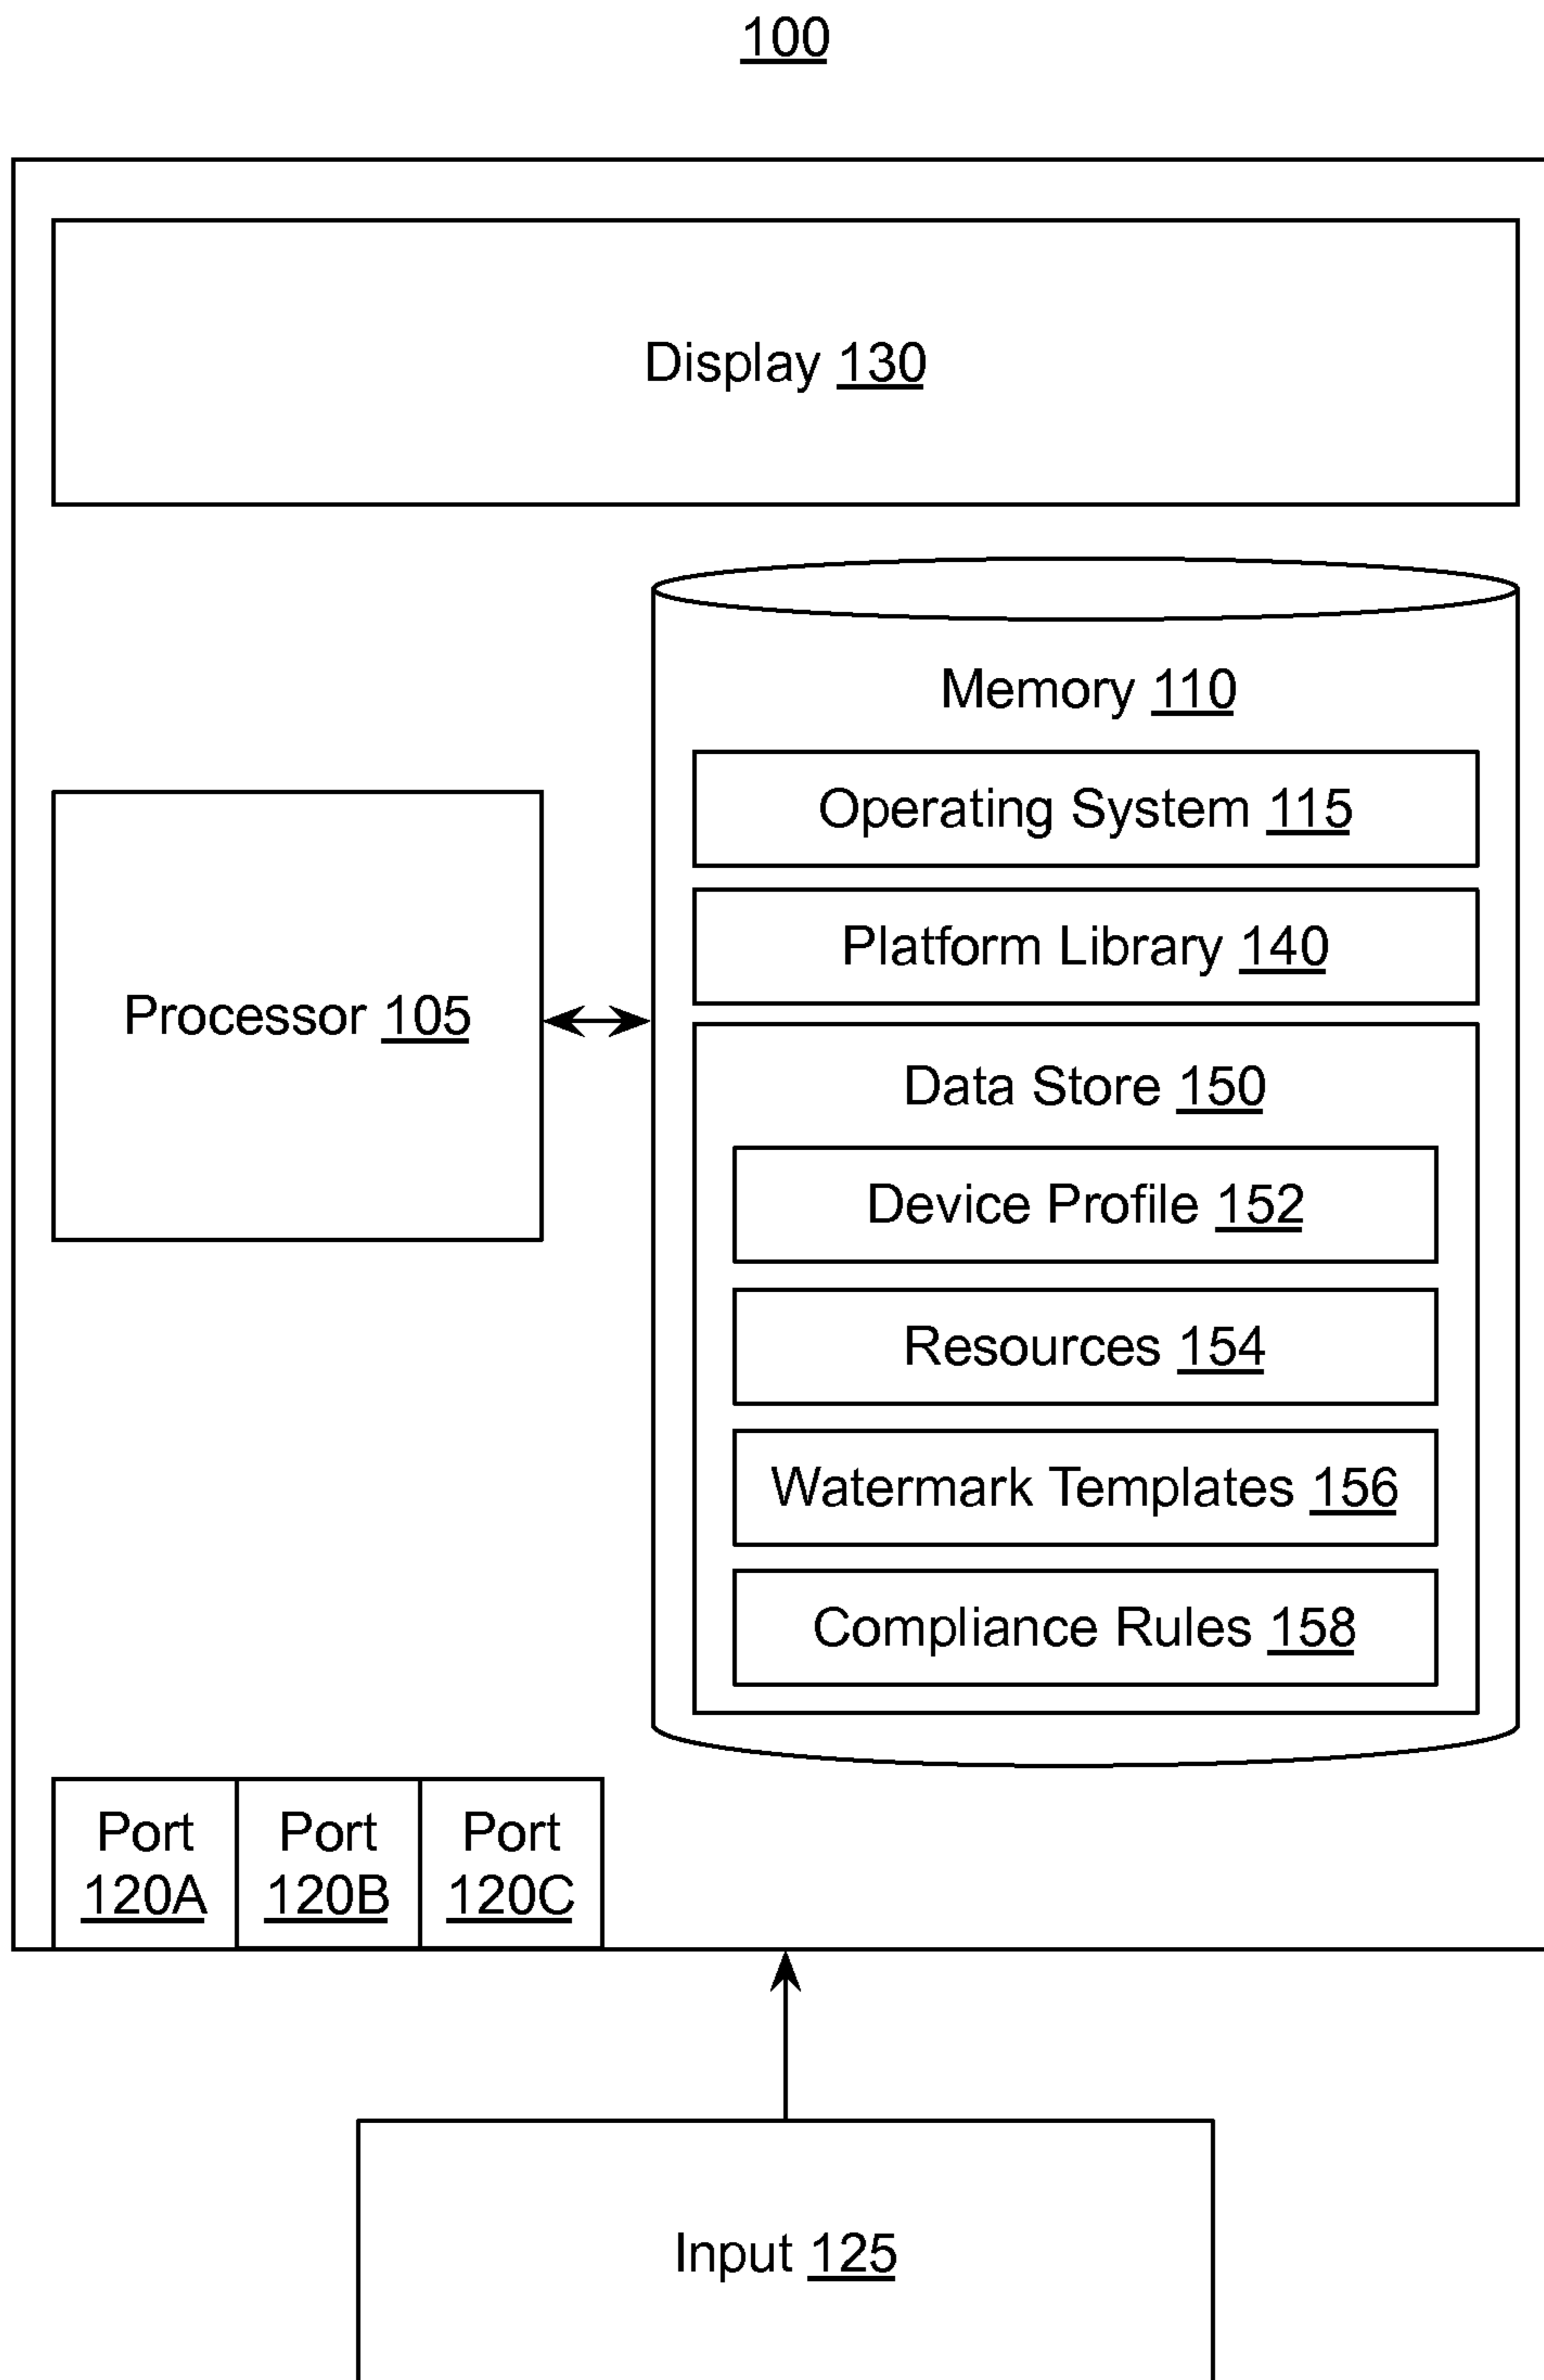 100
Display 130
Memory 110
Operating System 115
Platform Library 140
Processor 105
Data Store 150
Device Profile 152
Resources 154
Watermark Templates 156
Compliance Rules 158
Port
120A
Port
120B
Port
120C
Input 125